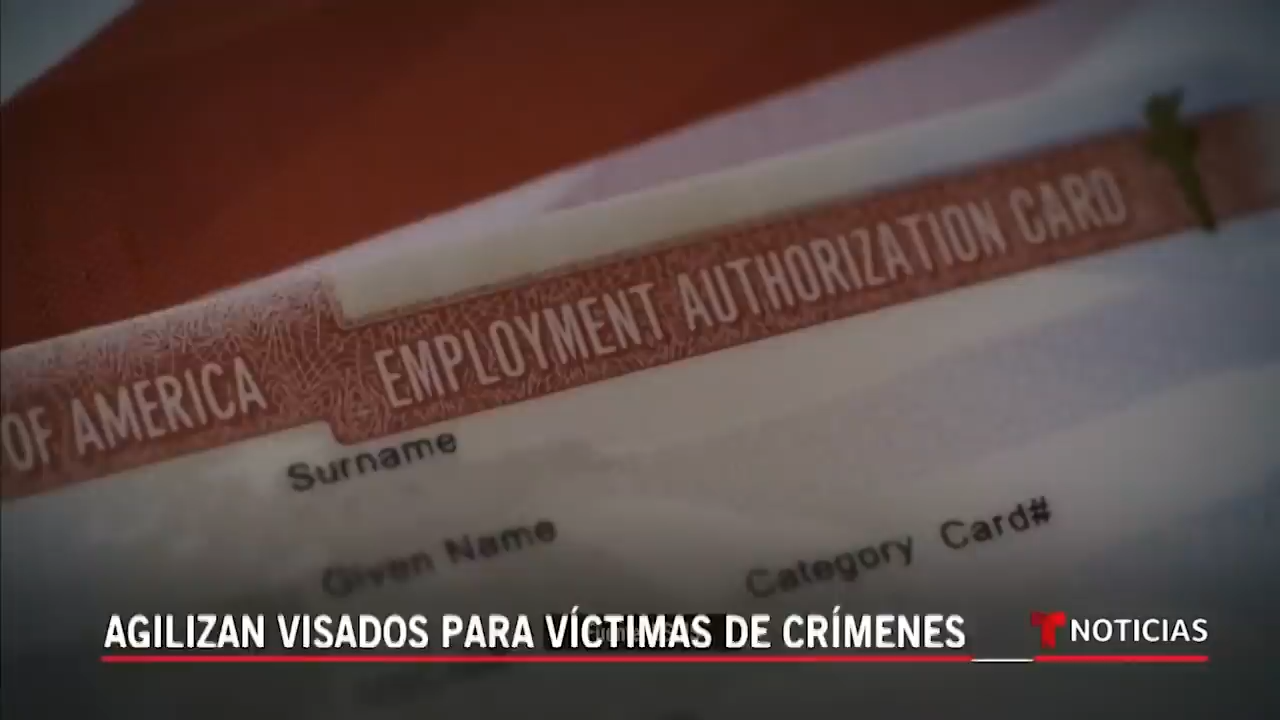 OF AMERICA EMPLOYMENT AUTHORIZATION CARD
Surname
Given Name
Category Card#
AGILIZAN VISADOS PARA VÍCTIMAS DE CRÍMENES
T NOTICIAS